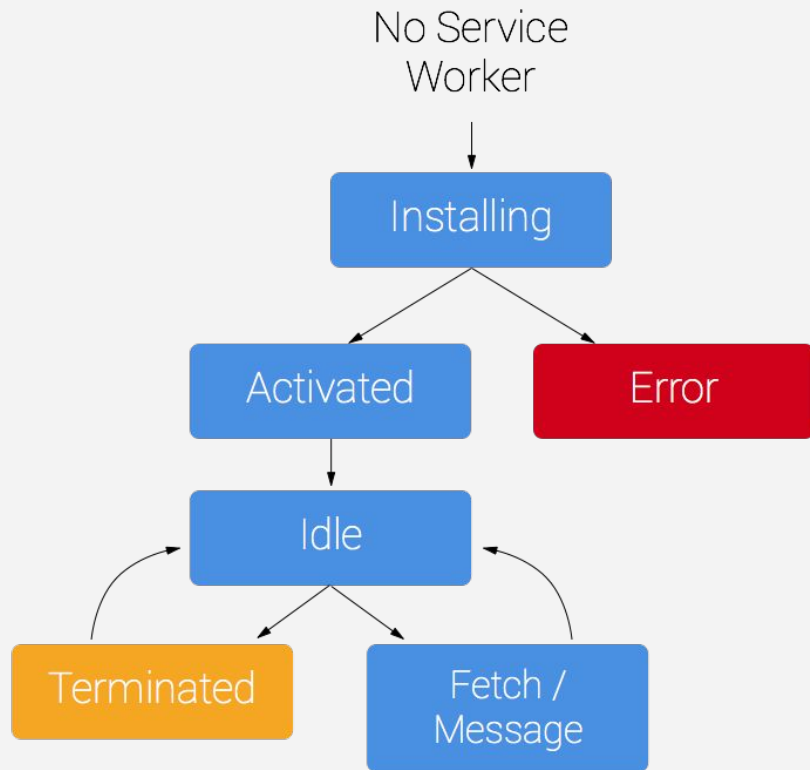 No Service
Worker
Installing
Activated
Error
Idle
Terminated
Fetch /
Message